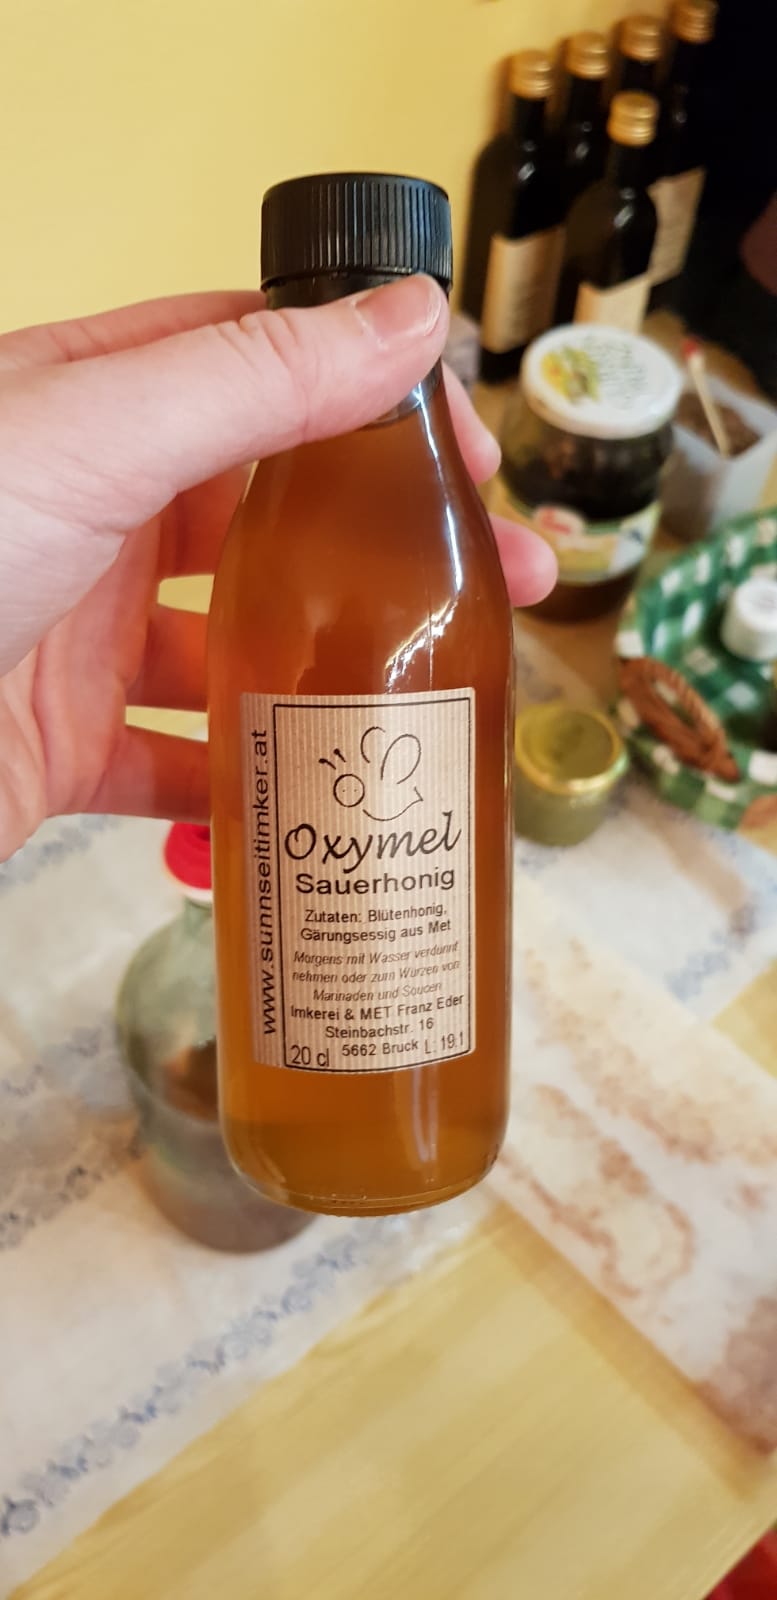 www.sunnseitimker.at
Oxymel
Sauerhonig
Zutaten: Blütenhonig,
Gärungsessig aus Met
Morgens mit Wasser verdünnt
nehmen oder zum Würzen von
Marinaden und Saucen
Imkerei & MET Franz Eder
Steinbachstr. 16
20 cl 5662 Bruck L: 19.1